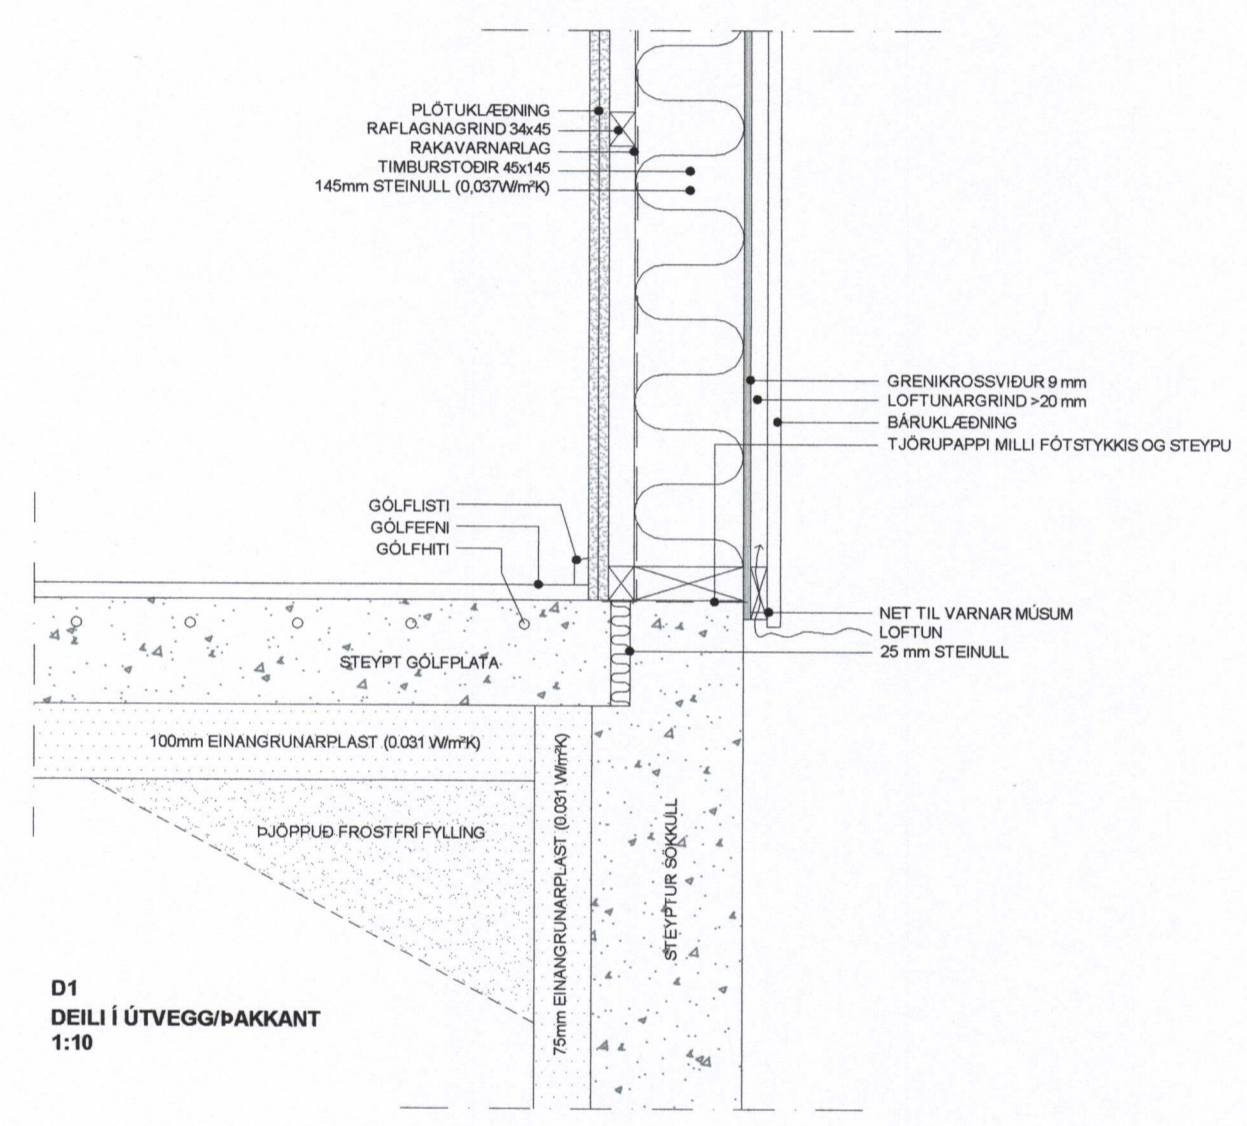 PLÖTUKLÆÐNING
RAFLAGNAGRIND 34x45
RAKAVARNARLAG
TIMBURSTOÐIR 45x145
145mm STEINULL (0,037W/m²K)
GRENIKROSSVIÐUR 9 mm
LOFTUNARGRIND >20 mm
BÁRUKLÆÐNING
TJÖRUPAPPI MILLI FÓTSTYKKIS OG STEYPU
GÓLFLISTI
GÓLFEFNI
GÓLFHITI
NET TIL VARNAR MÚSUM
LOFTUN
25 mm STEINULL
STEYPT GÓLFPLATA
100mm EINANGRUNARPLAST (0.031 W/m²K)
ÞJÖPPUÐ FROSTFRÍ FYLLING
75mm EINANGRUNARPLAST (0.031 W/m²K)
STEYPTUR SÖKKULL
D1
DEILI Í ÚTVEGG/ÞAKKANT
1:10